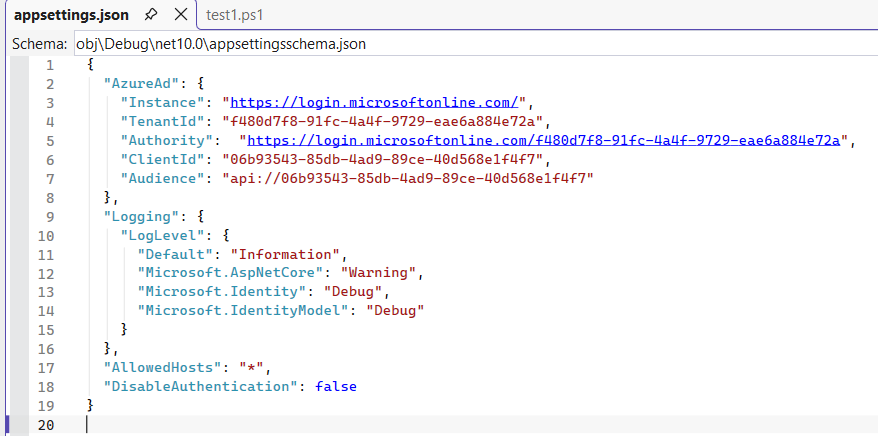 appsettings.json test1.ps1
Schema: obj\Debug\net10.0\appsettingsschema.json
1 {
2 "AzureAd": {
3 "Instance": "https://login.microsoftonline.com/",
4 "TenantId": "f480d7f8-91fc-4a4f-9729-eae6a884e72a",
5 "Authority":  "https://login.microsoftonline.com/f480d7f8-91fc-4a4f-9729-eae6a884e72a",
6 "ClientId": "06b93543-85db-4ad9-89ce-40d568e1f4f7",
7 "Audience": "api://06b93543-85db-4ad9-89ce-40d568e1f4f7"
8 },
9 "Logging": {
10 "LogLevel": {
11 "Default": "Information",
12 "Microsoft.AspNetCore": "Warning",
13 "Microsoft.Identity": "Debug",
14 "Microsoft.IdentityModel": "Debug"
15 }
16 },
17 "AllowedHosts": "*",
18 "DisableAuthentication": false
19 }
20